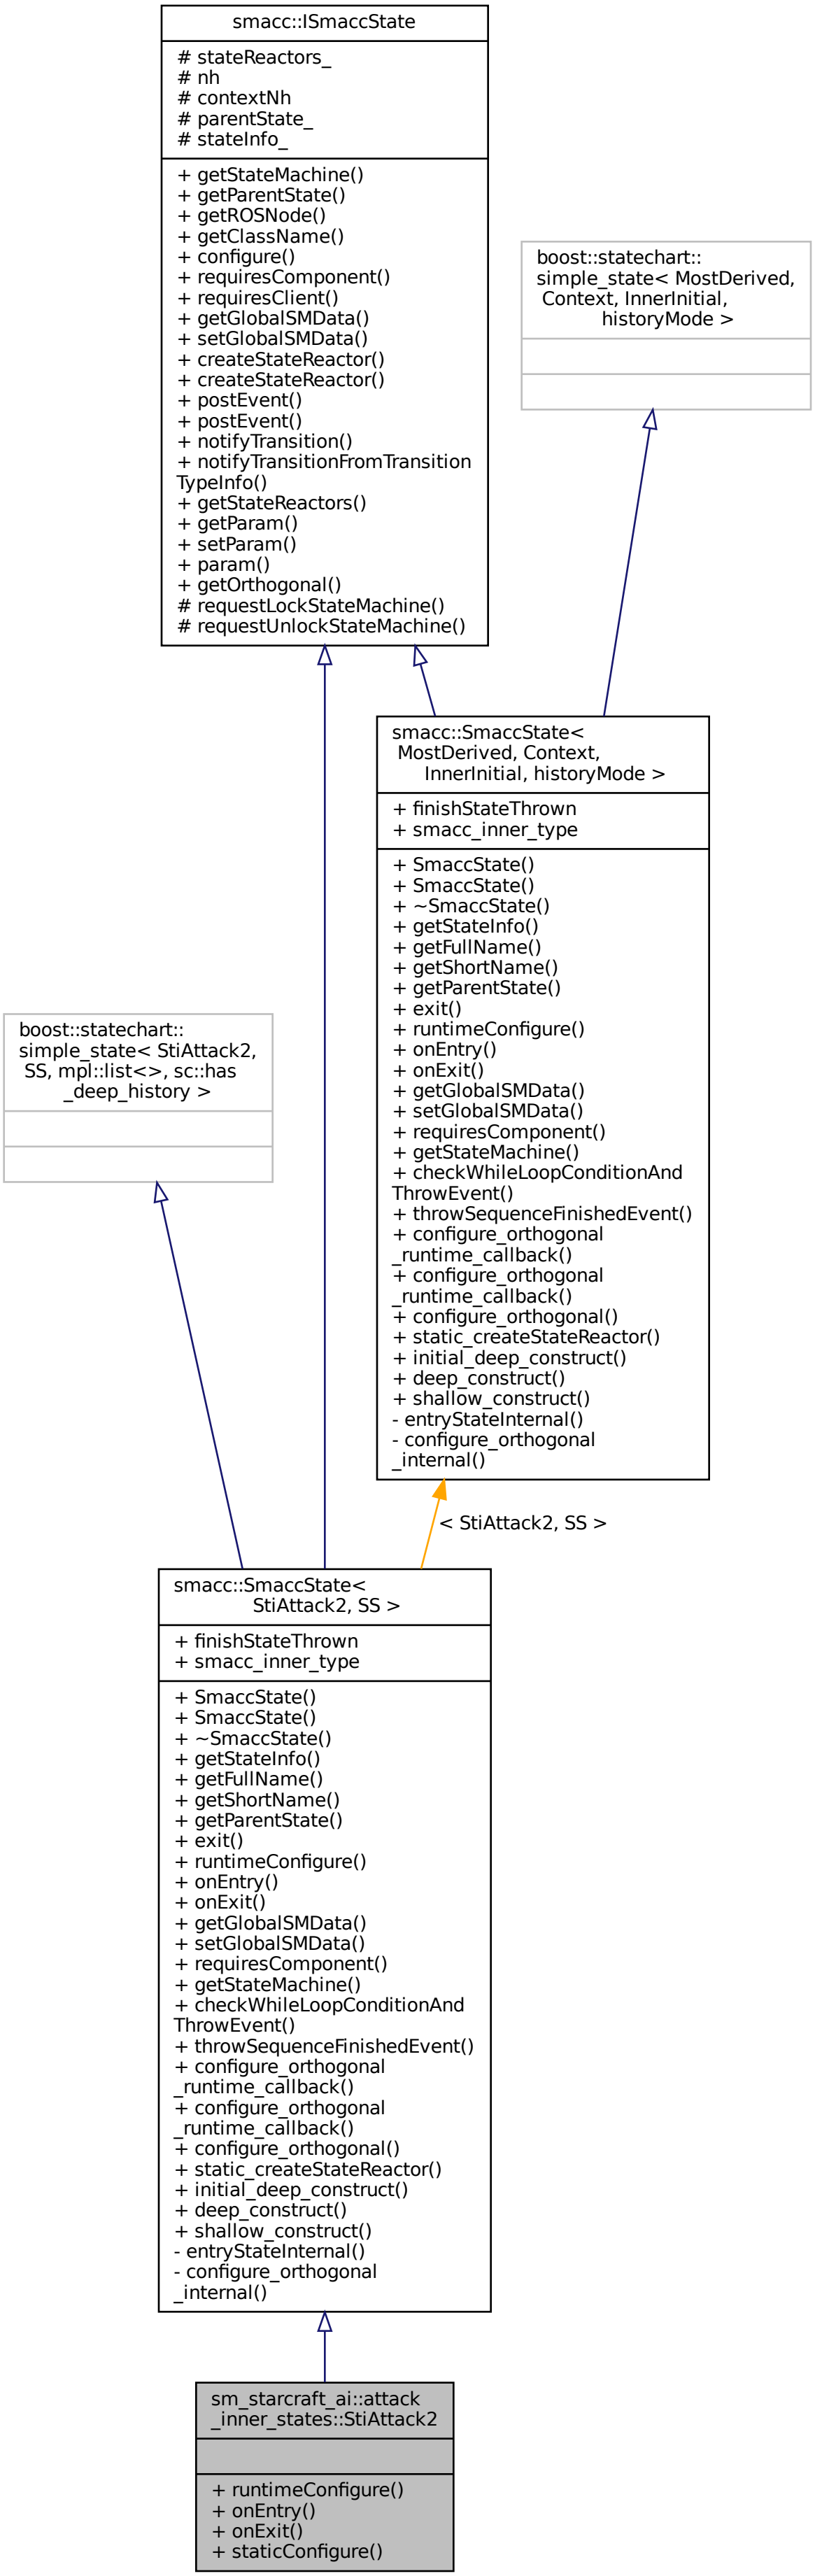 smacc::ISmaccState
# stateReactors_
# nh
# contextNh
# parentState_
# stateInfo_
+ getStateMachine()
+ getParentState()
+ getROSNode()
+ getClassName()
+ configure()
+ requiresComponent()
+ requiresClient()
+ getGlobalSMData()
+ setGlobalSMData()
+ createStateReactor()
+ createStateReactor()
+ postEvent()
+ postEvent()
+ notifyTransition()
+ notifyTransitionFromTransition
TypeInfo()
+ getStateReactors()
+ getParam()
+ setParam()
+ param()
+ getOrthogonal()
# requestLockStateMachine()
# requestUnlockStateMachine()
boost::statechart::
simple_state< MostDerived,
Context, InnerInitial,
historyMode >
smacc::SmaccState<
MostDerived, Context,
InnerInitial, historyMode >
+ finishStateThrown
+ smacc_inner_type
+ SmaccState()
+ SmaccState()
+ ~SmaccState()
+ getStateInfo()
+ getFullName()
+ getShortName()
+ getParentState()
+ exit()
+ runtimeConfigure()
+ onEntry()
+ onExit()
+ getGlobalSMData()
+ setGlobalSMData()
+ requiresComponent()
+ getStateMachine()
+ checkWhileLoopConditionAnd
ThrowEvent()
+ throwSequenceFinishedEvent()
+ configure_orthogonal
_runtime_callback()
+ configure_orthogonal
_runtime_callback()
+ configure_orthogonal()
+ static_createStateReactor()
+ initial_deep_construct()
+ deep_construct()
+ shallow_construct()
- entryStateInternal()
- configure_orthogonal
_internal()
boost::statechart::
simple_state< StiAttack2,
SS, mpl::list<>, sc::has
_deep_history >
< StiAttack2, SS >
smacc::SmaccState<
StiAttack2, SS >
+ finishStateThrown
+ smacc_inner_type
+ SmaccState()
+ SmaccState()
+ ~SmaccState()
+ getStateInfo()
+ getFullName()
+ getShortName()
+ getParentState()
+ exit()
+ runtimeConfigure()
+ onEntry()
+ onExit()
+ getGlobalSMData()
+ setGlobalSMData()
+ requiresComponent()
+ getStateMachine()
+ checkWhileLoopConditionAnd
ThrowEvent()
+ throwSequenceFinishedEvent()
+ configure_orthogonal
_runtime_callback()
+ configure_orthogonal
_runtime_callback()
+ configure_orthogonal()
+ static_createStateReactor()
+ initial_deep_construct()
+ deep_construct()
+ shallow_construct()
- entryStateInternal()
- configure_orthogonal
_internal()
sm_starcraft_ai::attack
_inner_states::StiAttack2
+ runtimeConfigure()
+ onEntry()
+ onExit()
+ staticConfigure()